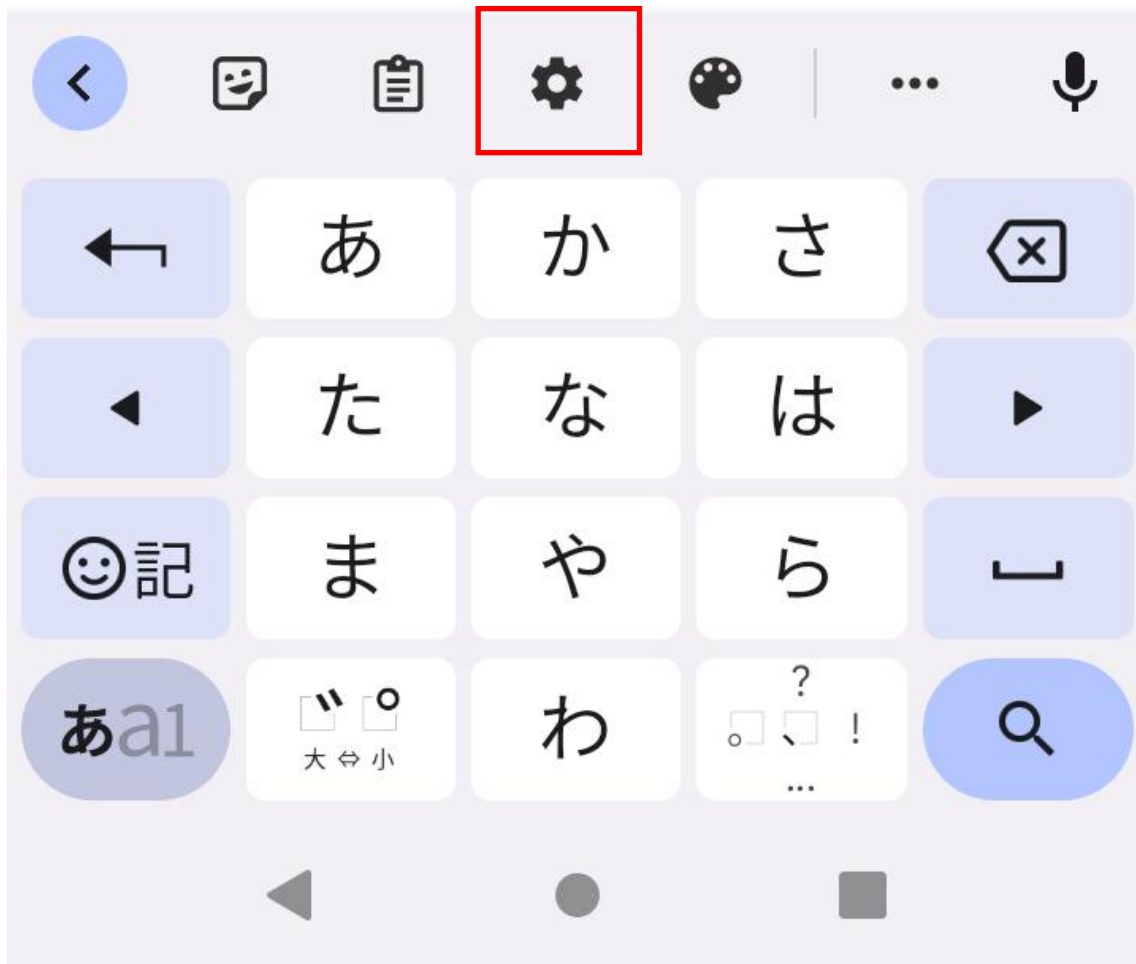 あ か さ
た な は
記 ま や ら
?
あa1 ゛ ゜ わ 。 、 !
大 ⇔ 小 …